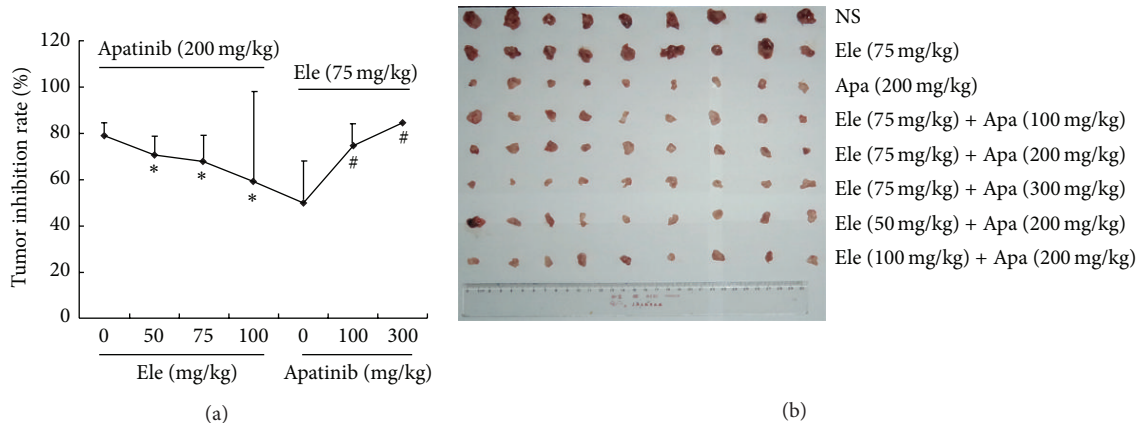 120
100
80
60
40
20
0
Tumor inhibition rate (%)
Apatinib (200 mg/kg)
Ele (75 mg/kg)
*
*
*
#
#
0 50 75 100 0 100 300
Ele (mg/kg) Apatinib (mg/kg)
(a)
NS
Ele (75 mg/kg)
Apa (200 mg/kg)
Ele (75 mg/kg) + Apa (100 mg/kg)
Ele (75 mg/kg) + Apa (200 mg/kg)
Ele (75 mg/kg) + Apa (300 mg/kg)
Ele (50 mg/kg) + Apa (200 mg/kg)
Ele (100 mg/kg) + Apa (200 mg/kg)
(b)